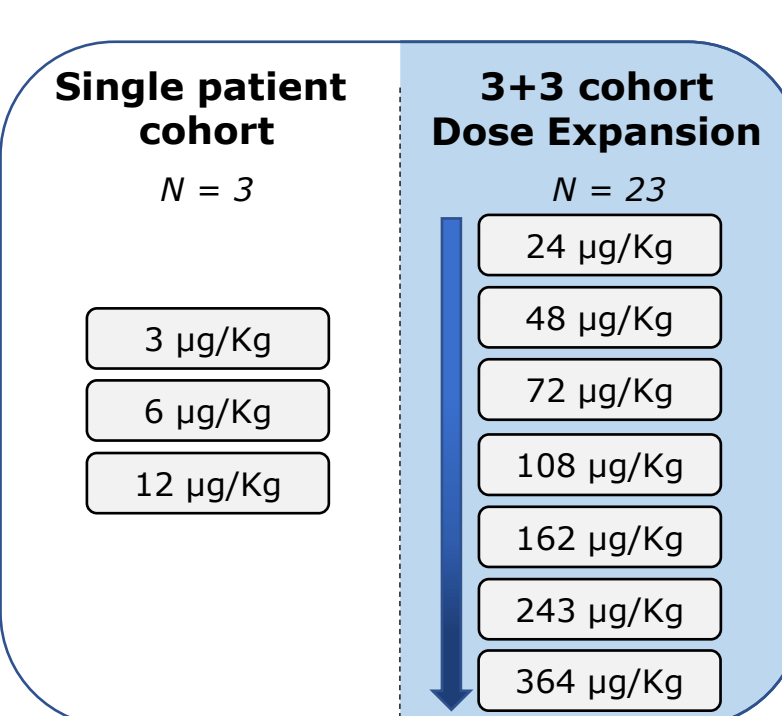 Single patient
cohort
N = 3
3 µg/Kg
6 µg/Kg
12 µg/Kg
3+3 cohort
Dose Expansion
N = 23
24 µg/Kg
48 µg/Kg
72 µg/Kg
108 µg/Kg
162 µg/Kg
243 µg/Kg
364 µg/Kg